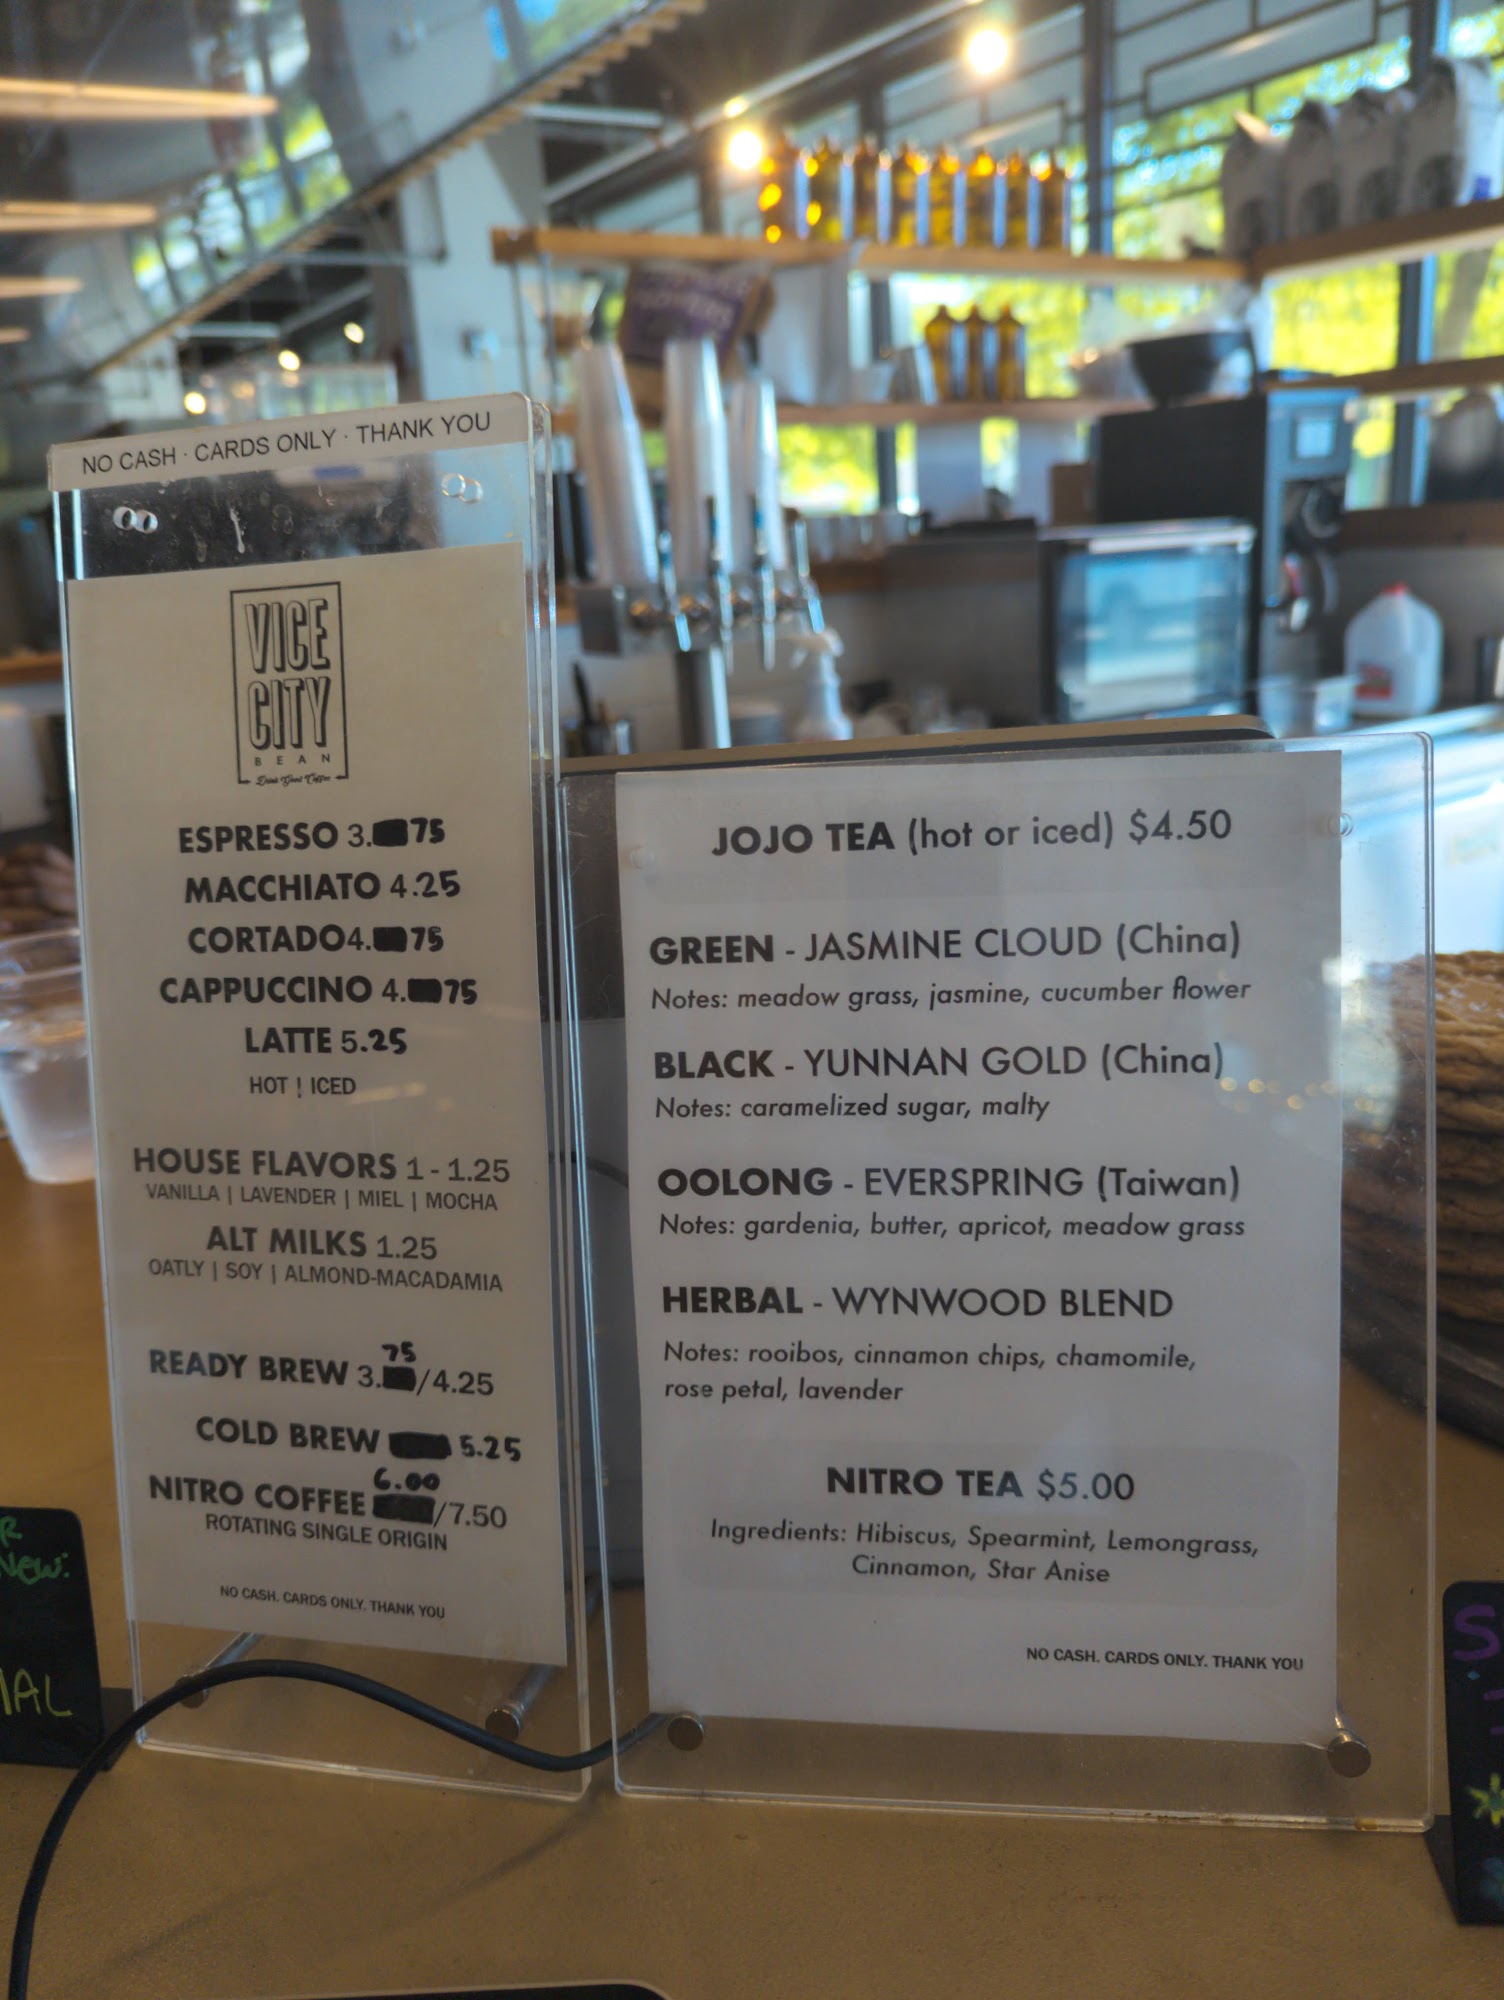 NO CASH · CARDS ONLY · THANK YOU
VICE
CITY
BEAN
Drink Good Coffee
ESPRESSO 3.75
MACCHIATO 4.25
CORTADO 4.75
CAPPUCCINO 4.75
LATTE 5.25
HOT | ICED
HOUSE FLAVORS 1 - 1.25
VANILLA | LAVENDER | MIEL | MOCHA
ALT MILKS 1.25
OATLY | SOY | ALMOND-MACADAMIA
READY BREW 3.75/4.25
COLD BREW 5.25
NITRO COFFEE 6.00/7.50
ROTATING SINGLE ORIGIN
NO CASH. CARDS ONLY. THANK YOU
JOJO TEA (hot or iced) $4.50
GREEN - JASMINE CLOUD (China)
Notes: meadow grass, jasmine, cucumber flower
BLACK - YUNNAN GOLD (China)
Notes: caramelized sugar, malty
OOLONG - EVERSPRING (Taiwan)
Notes: gardenia, butter, apricot, meadow grass
HERBAL - WYNWOOD BLEND
Notes: rooibos, cinnamon chips, chamomile,
rose petal, lavender
NITRO TEA $5.00
Ingredients: Hibiscus, Spearmint, Lemongrass,
Cinnamon, Star Anise
NO CASH. CARDS ONLY. THANK YOU